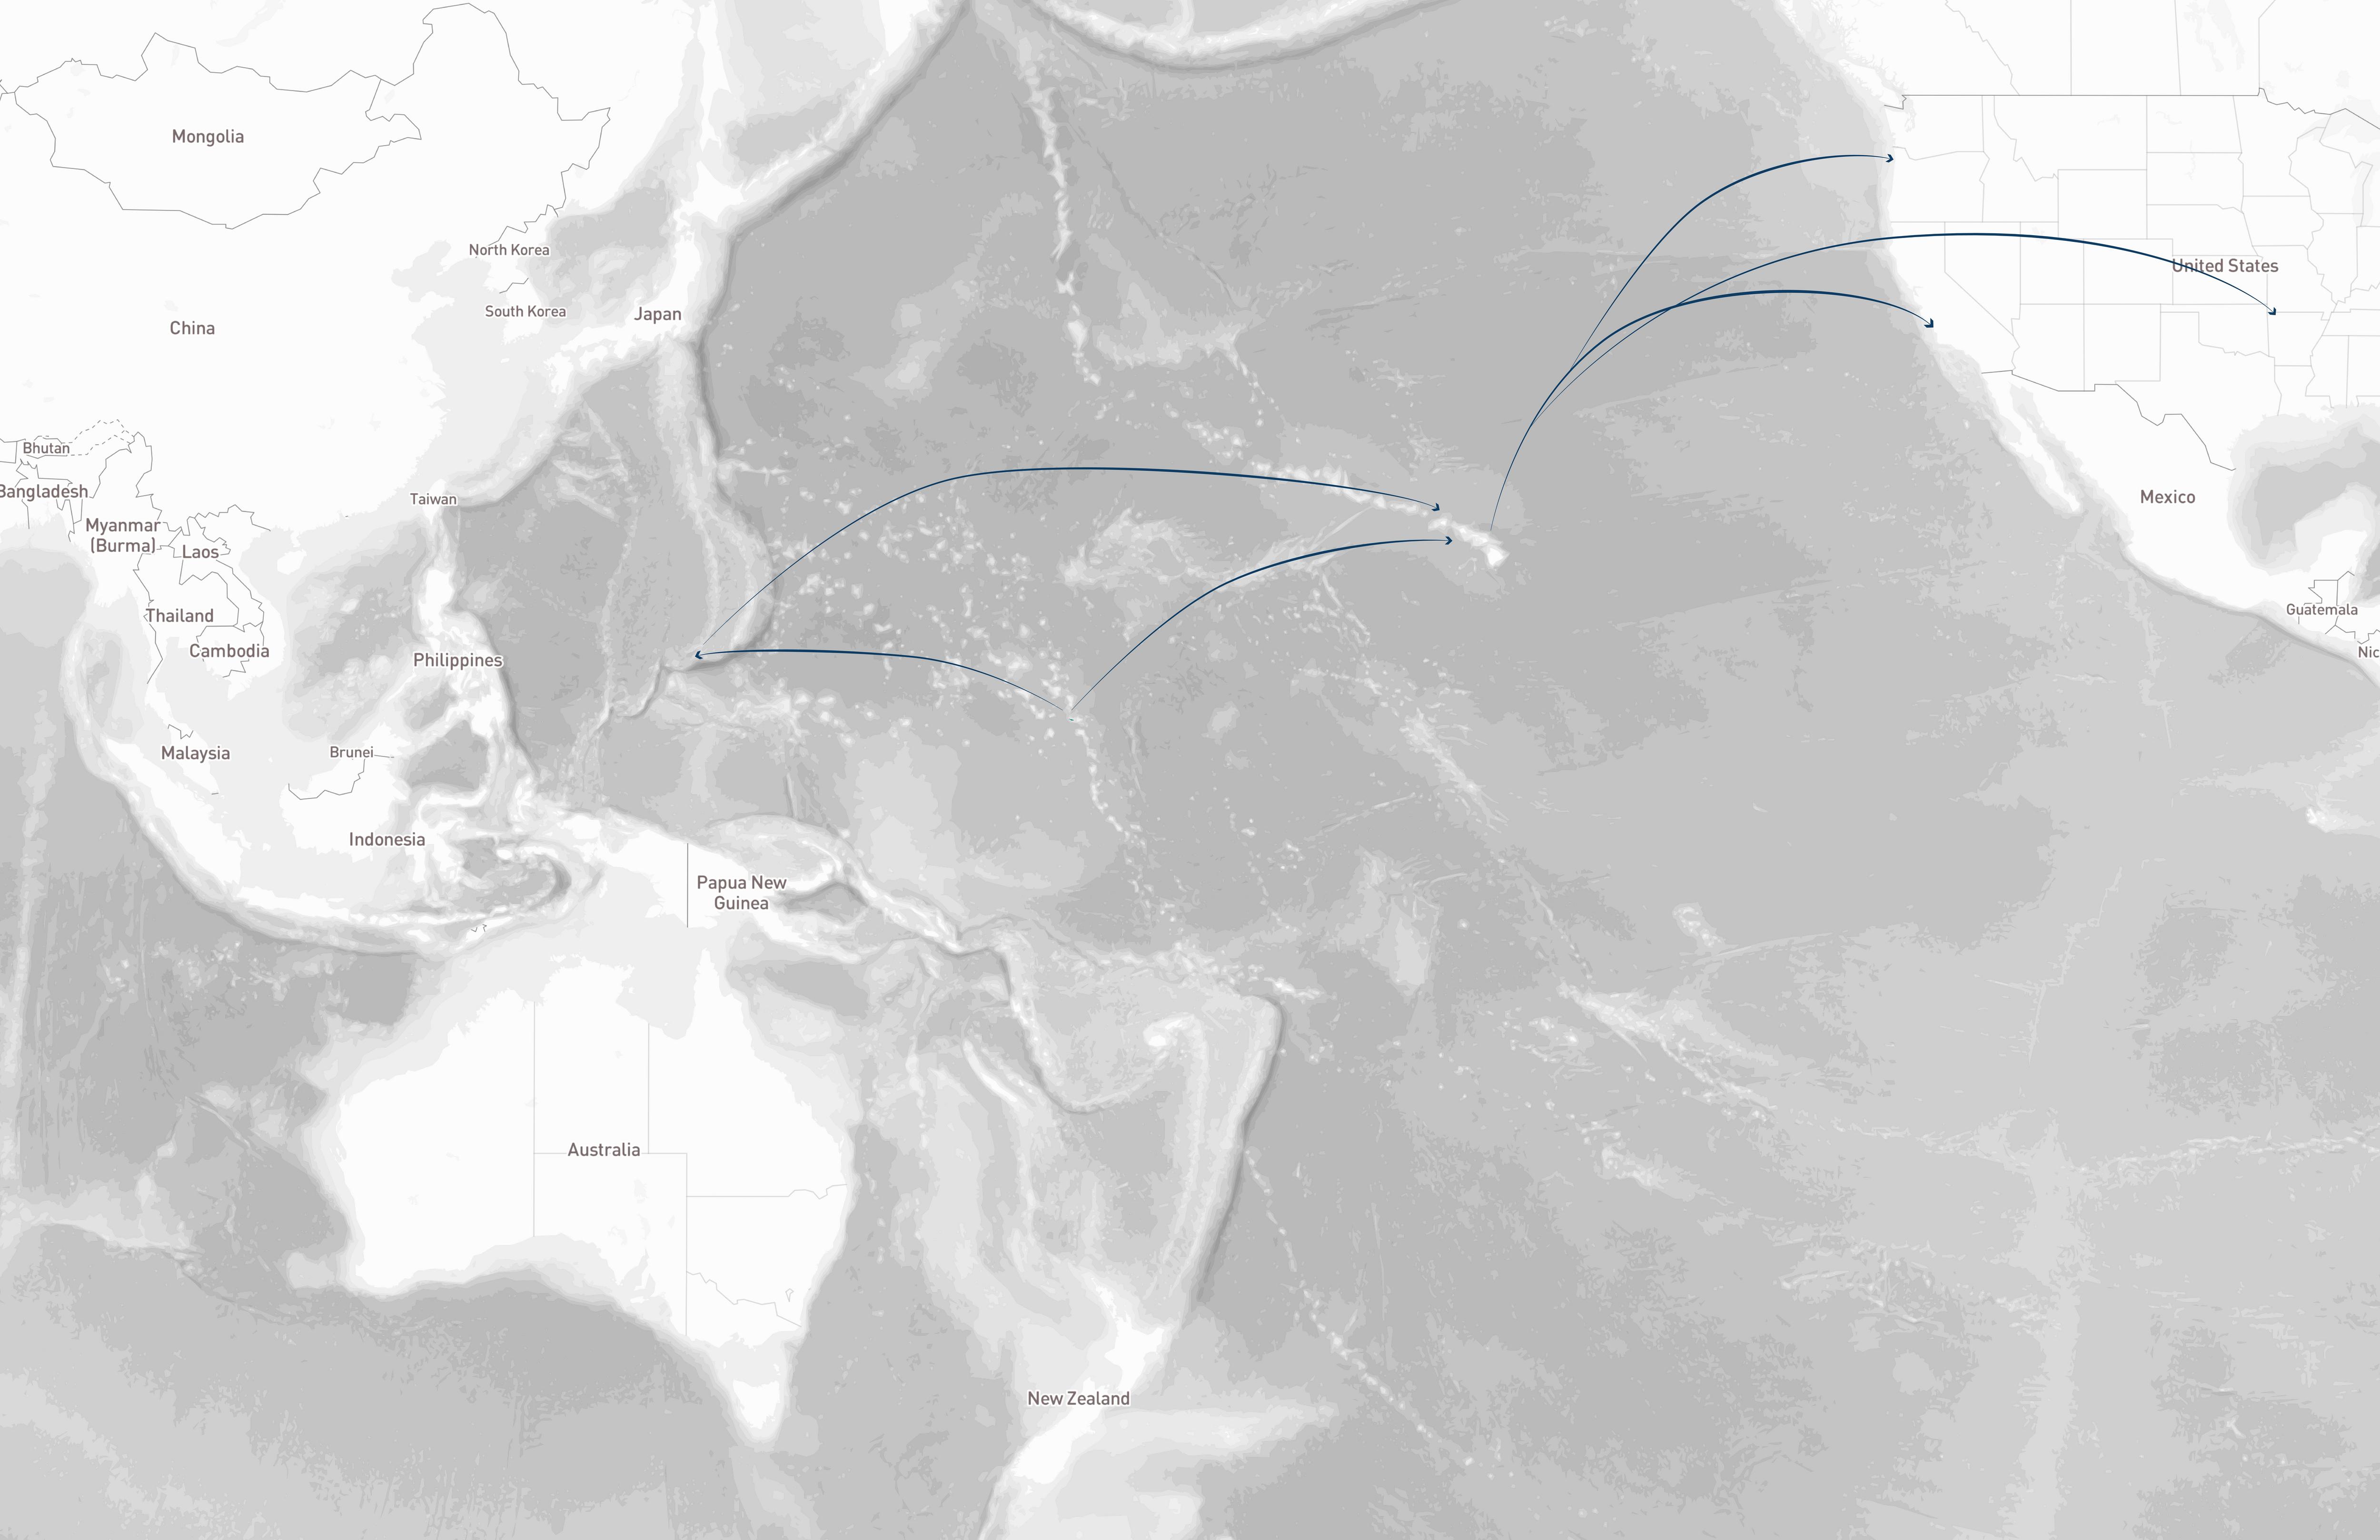 Mongolia
North Korea
South Korea
Japan
China
United States
Bhutan
Bangladesh
Taiwan
Mexico
Myanmar
(Burma)
Laos
Thailand
Guatemala
Cambodia
Nic
Philippines
Malaysia
Brunei
Indonesia
Papua New
Guinea
Australia
New Zealand